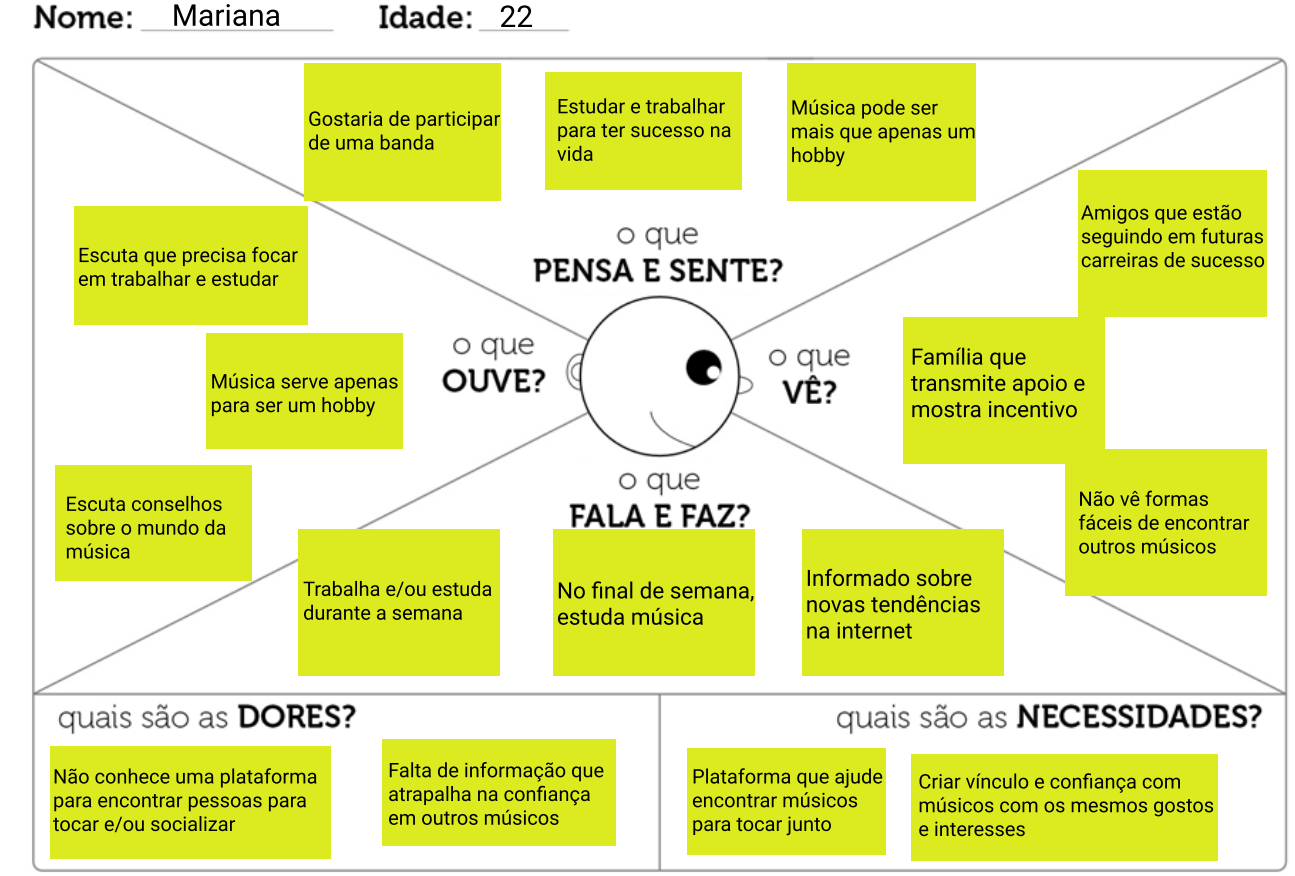 Nome: Mariana Idade: 22
Gostaria de participar
de uma banda
Estudar e trabalhar
para ter sucesso na
vida
Música pode ser
mais que apenas um
hobby
o que
PENSA E SENTE?
Escuta que precisa focar
em trabalhar e estudar
Música serve apenas
para ser um hobby
Escuta conselhos
sobre o mundo da
música
o que
OUVE?
o que
VÊ?
Amigos que estão
seguindo em futuras
carreiras de sucesso
Família que
transmite apoio e
mostra incentivo
Não vê formas
fáceis de encontrar
outros músicos
o que
FALA E FAZ?
Trabalha e/ou estuda
durante a semana
No final de semana,
estuda música
Informado sobre
novas tendências
na internet
quais são as DORES?
Não conhece uma plataforma
para encontrar pessoas para
tocar e/ou socializar
Falta de informação que
atrapalha na confiança
em outros músicos
quais são as NECESSIDADES?
Plataforma que ajude
encontrar músicos
para tocar junto
Criar vínculo e confiança com
músicos com os mesmos gostos
e interesses